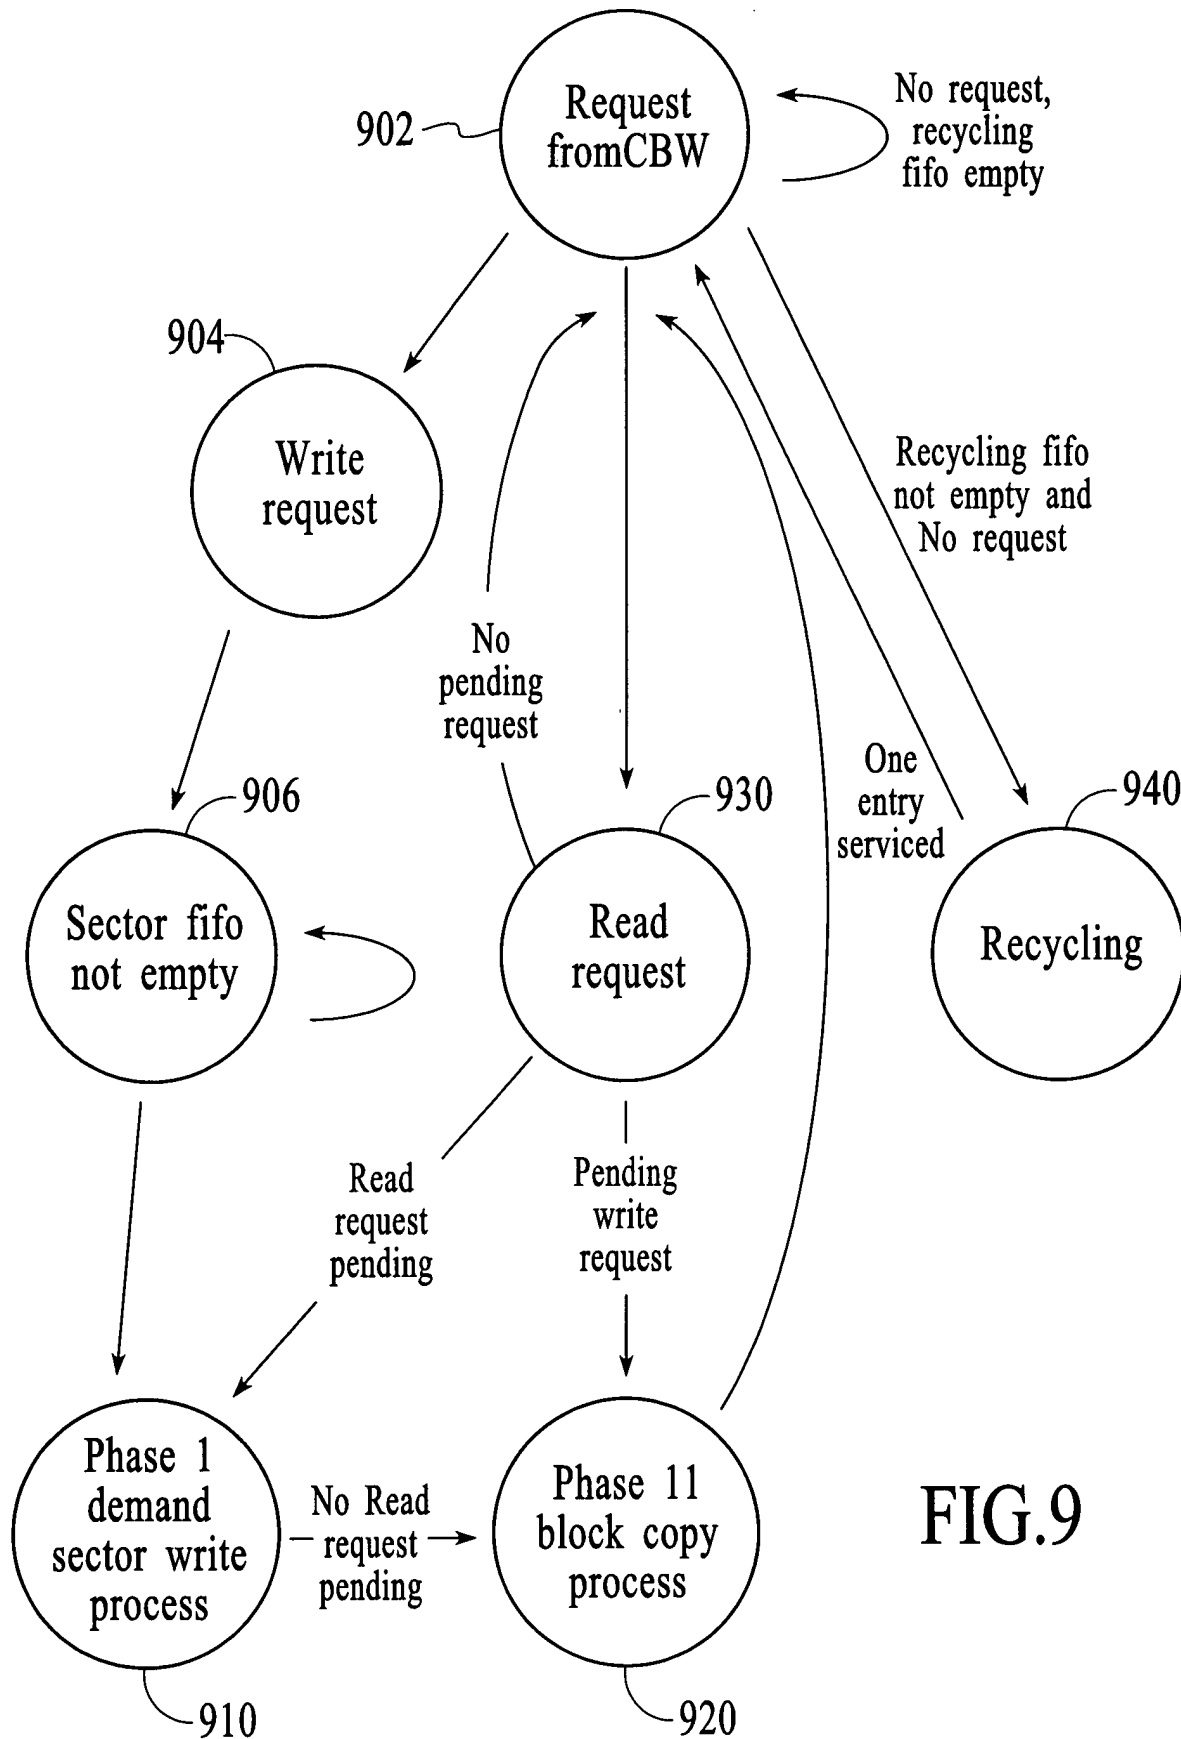 Request
fromCBW
902
No request,
recycling
fifo empty
904
Write
request
Recycling fifo
not empty and
No request
No
pending
request
One
entry
serviced
906
930
940
Sector fifo
not empty
Read
request
Recycling
Read
request
pending
Pending
write
request
Phase 1
demand
sector write
process
No Read
request
pending
Phase 11
block copy
process
FIG.9
910
920